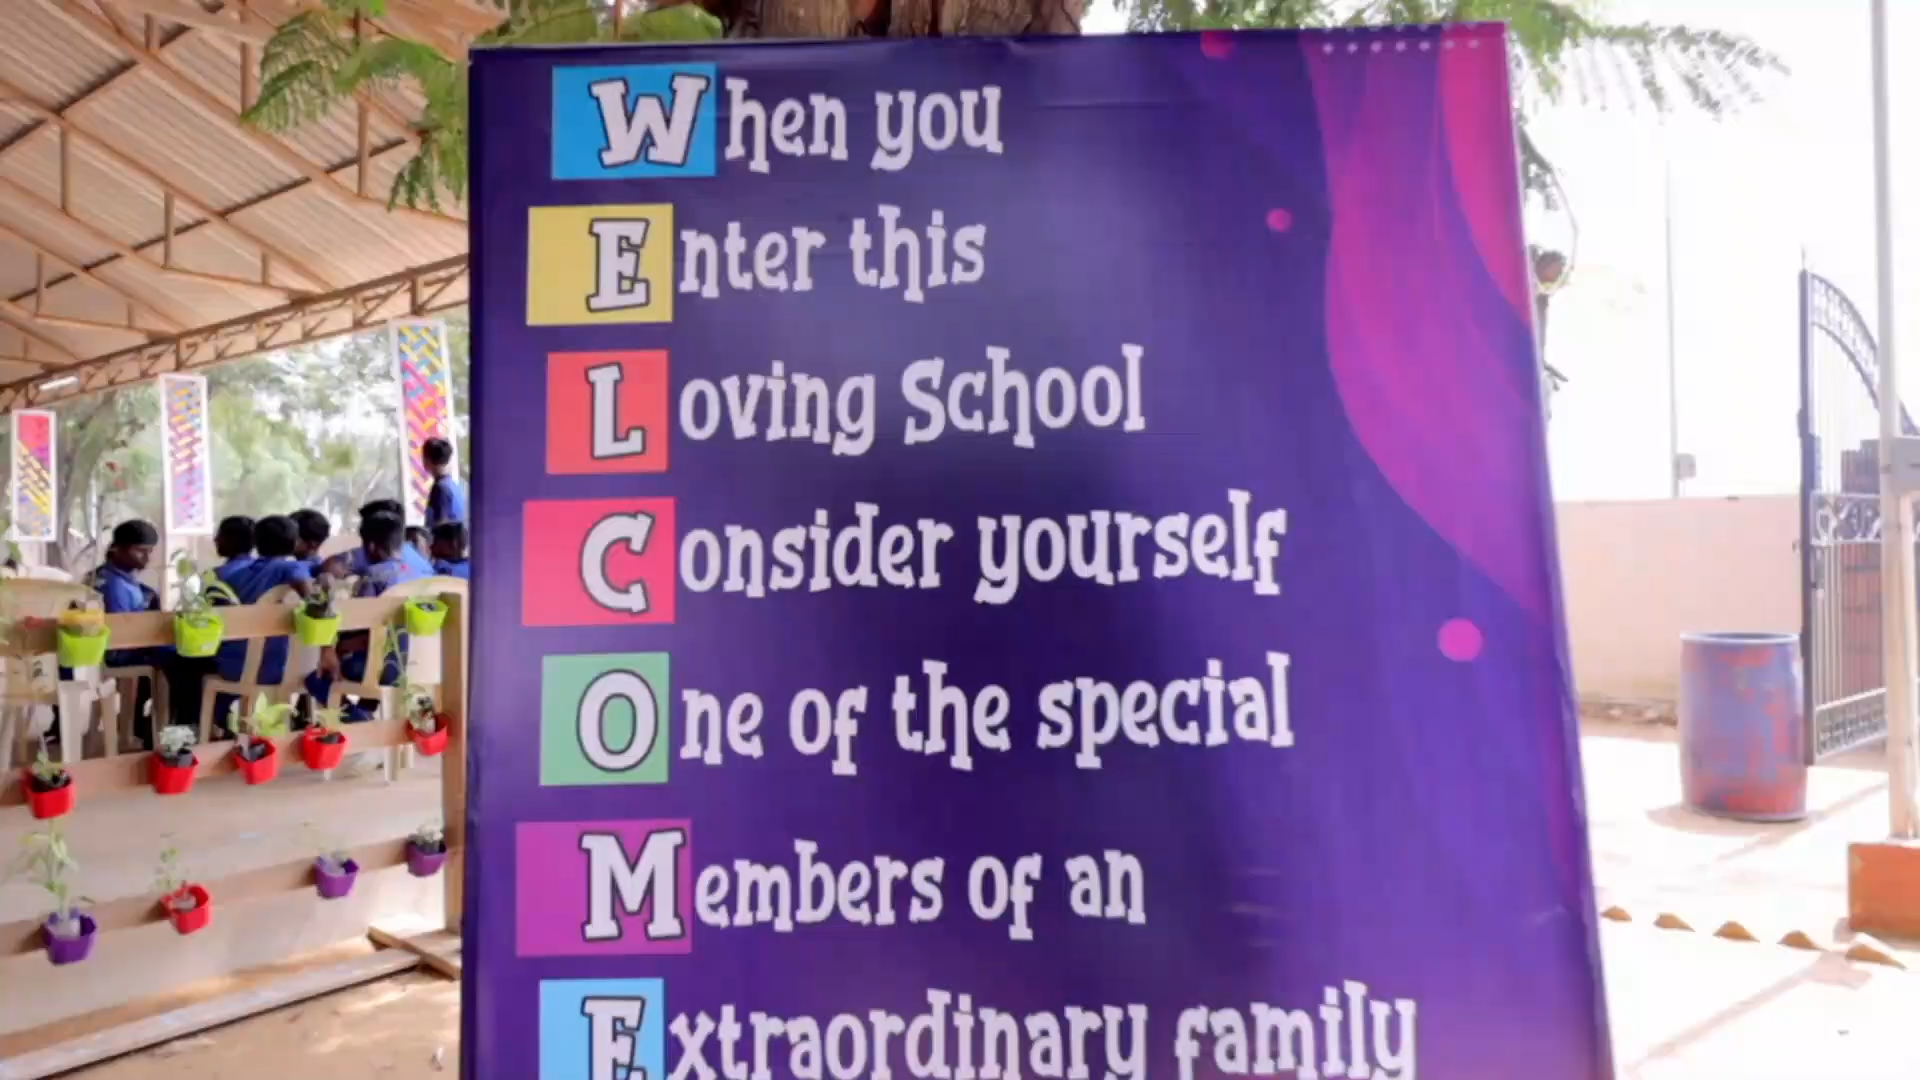 When you
Enter this
Loving School
Consider yourself
One of the special
Members of an
Extraordinary family